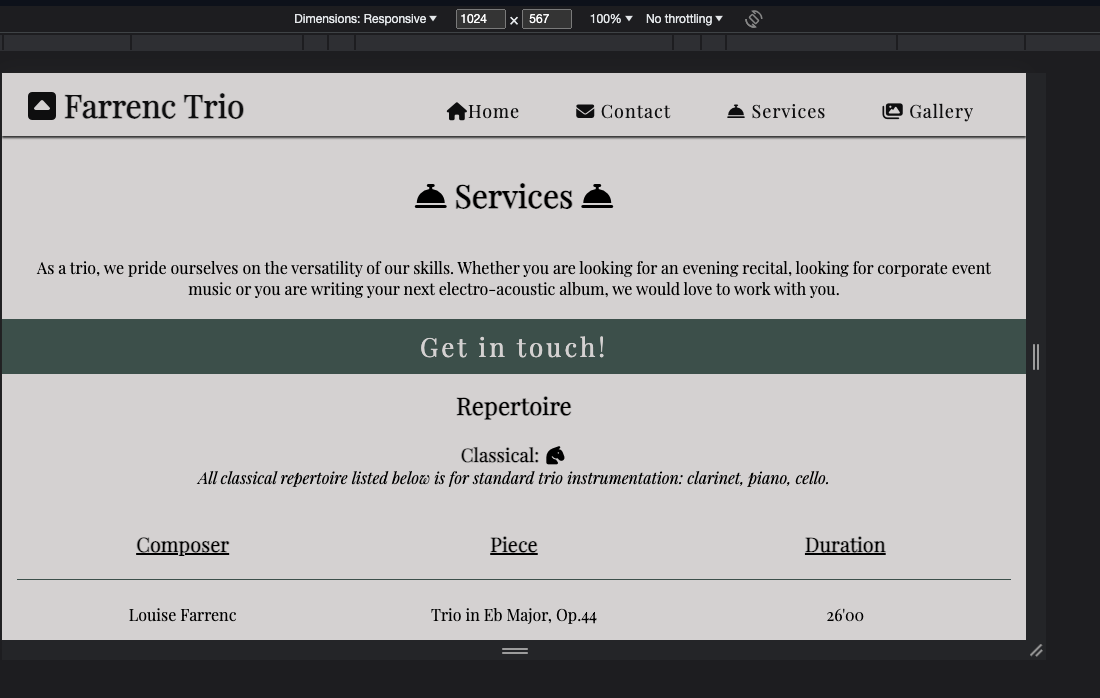 Dimensions: Responsive 1024 × 567 100% No throttling
Farrenc Trio Home Contact Services Gallery
Services
As a trio, we pride ourselves on the versatility of our skills. Whether you are looking for an evening recital, looking for corporate event
music or you are writing your next electro-acoustic album, we would love to work with you.
Get in touch!
Repertoire
Classical:
All classical repertoire listed below is for standard trio instrumentation: clarinet, piano, cello.
Composer Piece Duration
Louise Farrenc Trio in Eb Major, Op.44 26'00